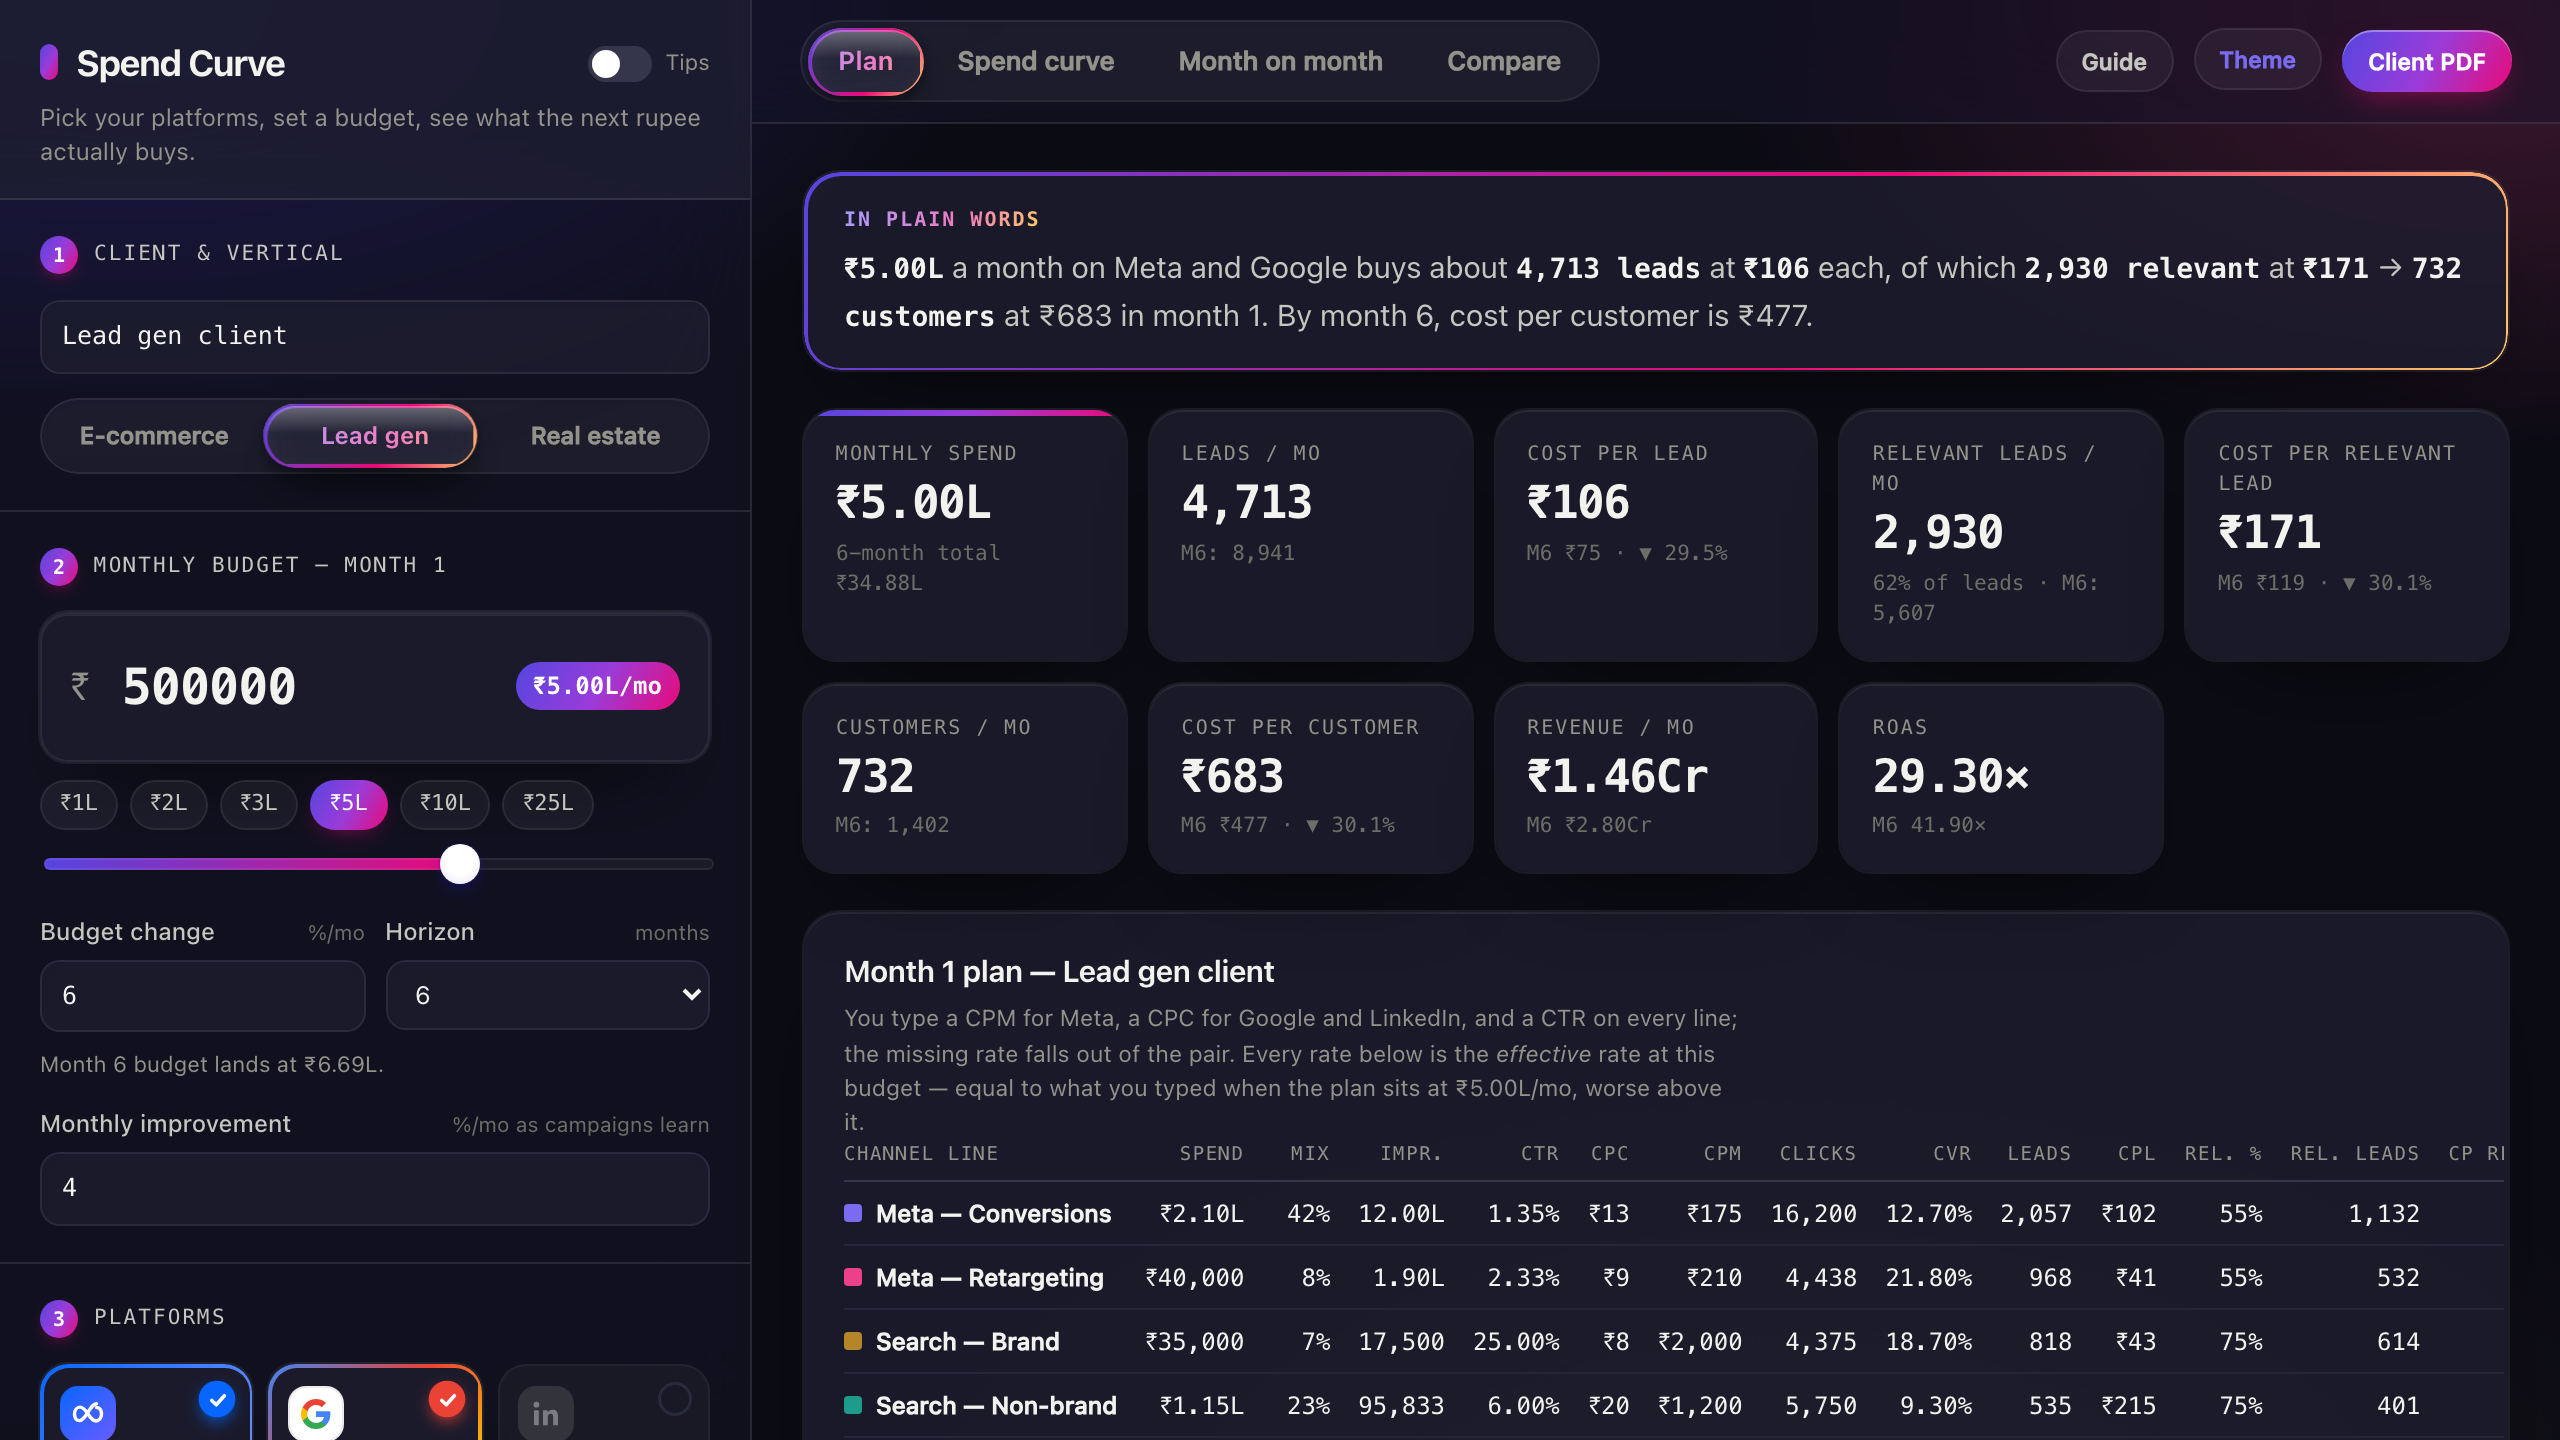 Spend Curve
Tips
Pick your platforms, set a budget, see what the next rupee
actually buys.
1 CLIENT & VERTICAL
Lead gen client
E-commerce Lead gen Real estate
2 MONTHLY BUDGET — MONTH 1
₹ 500000 ₹5.00L/mo
₹1L ₹2L ₹3L ₹5L ₹10L ₹25L
Budget change %/mo Horizon months
6 6
Month 6 budget lands at ₹6.69L.
Monthly improvement %/mo as campaigns learn
4
3 PLATFORMS
in
Plan Spend curve Month on month Compare
Guide Theme Client PDF
IN PLAIN WORDS
₹5.00L a month on Meta and Google buys about 4,713 leads at ₹106 each, of which 2,930 relevant at ₹171 → 732
customers at ₹683 in month 1. By month 6, cost per customer is ₹477.
MONTHLY SPEND
₹5.00L
6-month total
₹34.88L
LEADS / MO
4,713
M6: 8,941
COST PER LEAD
₹106
M6 ₹75 · ▼ 29.5%
RELEVANT LEADS /
MO
2,930
62% of leads · M6:
5,607
COST PER RELEVANT
LEAD
₹171
M6 ₹119 · ▼ 30.1%
CUSTOMERS / MO
732
M6: 1,402
COST PER CUSTOMER
₹683
M6 ₹477 · ▼ 30.1%
REVENUE / MO
₹1.46Cr
M6 ₹2.80Cr
ROAS
29.30×
M6 41.90×
Month 1 plan — Lead gen client
You type a CPM for Meta, a CPC for Google and LinkedIn, and a CTR on every line;
the missing rate falls out of the pair. Every rate below is the effective rate at this
budget — equal to what you typed when the plan sits at ₹5.00L/mo, worse above
it.
CHANNEL LINE SPEND MIX IMPR. CTR CPC CPM CLICKS CVR LEADS CPL REL. % REL. LEADS CP
Meta — Conversions ₹2.10L 42% 12.00L 1.35% ₹13 ₹175 16,200 12.70% 2,057 ₹102 55% 1,132
Meta — Retargeting ₹40,000 8% 1.90L 2.33% ₹9 ₹210 4,438 21.80% 968 ₹41 55% 532
Search — Brand ₹35,000 7% 17,500 25.00% ₹8 ₹2,000 4,375 18.70% 818 ₹43 75% 614
Search — Non-brand ₹1.15L 23% 95,833 6.00% ₹20 ₹1,200 5,750 9.30% 535 ₹215 75% 401